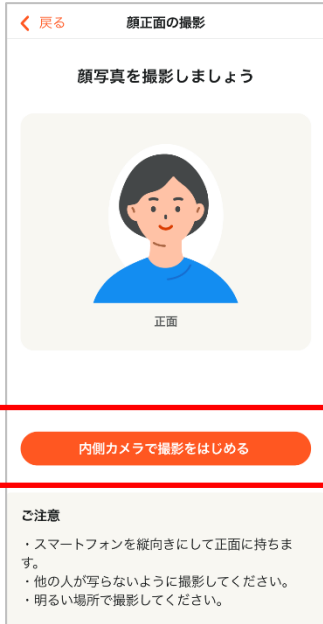 戻る 顔正面の撮影
顔写真を撮影しましょう
正面
内側カメラで撮影をはじめる
ご注意
・スマートフォンを縦向きにして正面に持ちま
す。
・他の人が写らないように撮影してください。
・明るい場所で撮影してください。